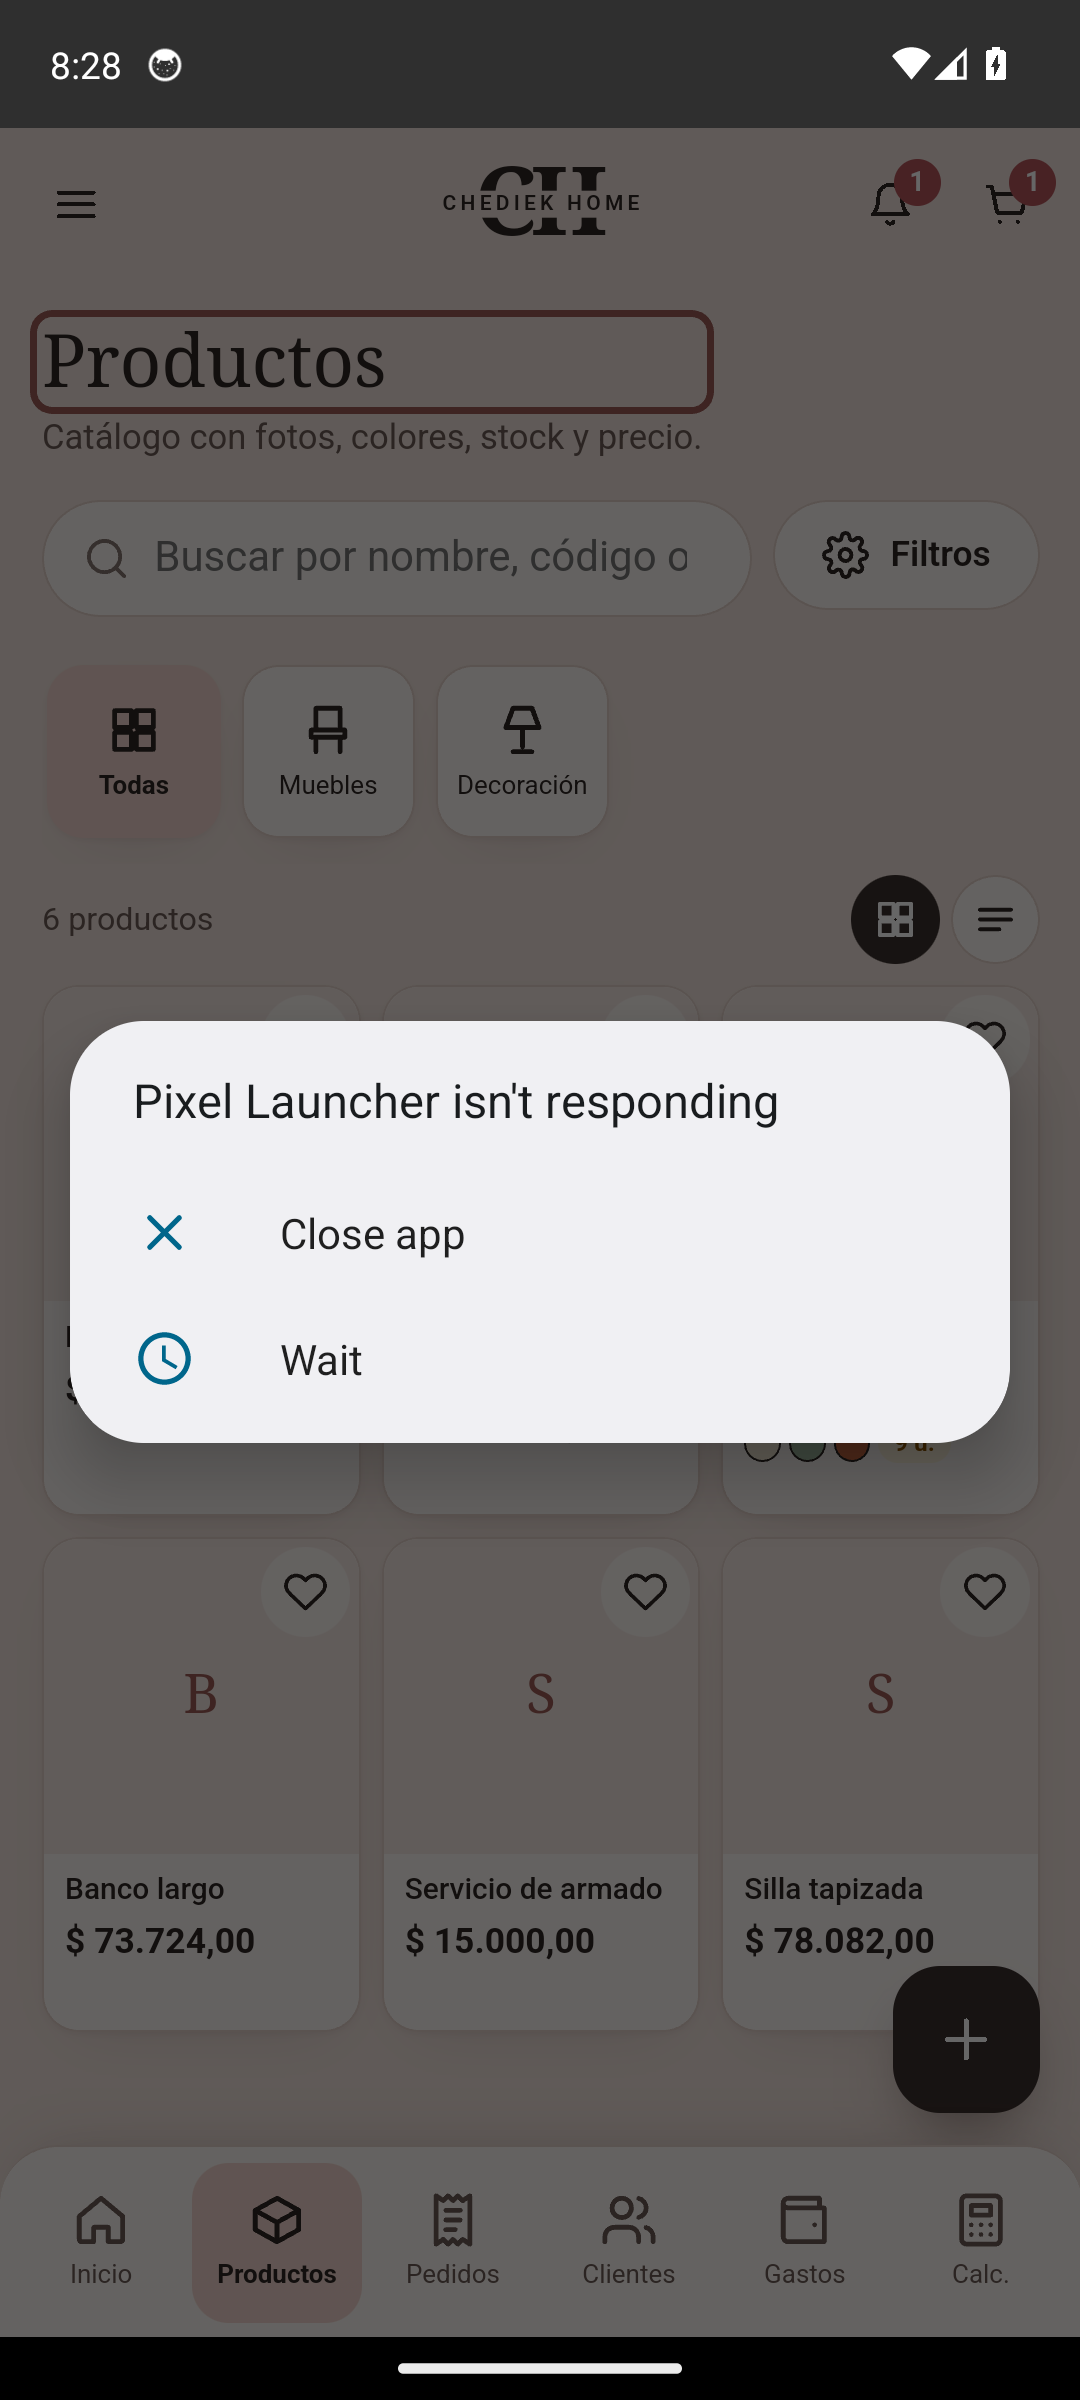 8:28
CH
CHEDIEK HOME
1
1
Productos
Catálogo con fotos, colores, stock y precio.
Buscar por nombre, código o
Filtros
Todas
Muebles
Decoración
6 productos
Pixel Launcher isn't responding
Close app
Wait
9 u.
B
S
S
Banco largo
Servicio de armado
Silla tapizada
$ 73.724,00
$ 15.000,00
$ 78.082,00
Inicio
Productos
Pedidos
Clientes
Gastos
Calc.